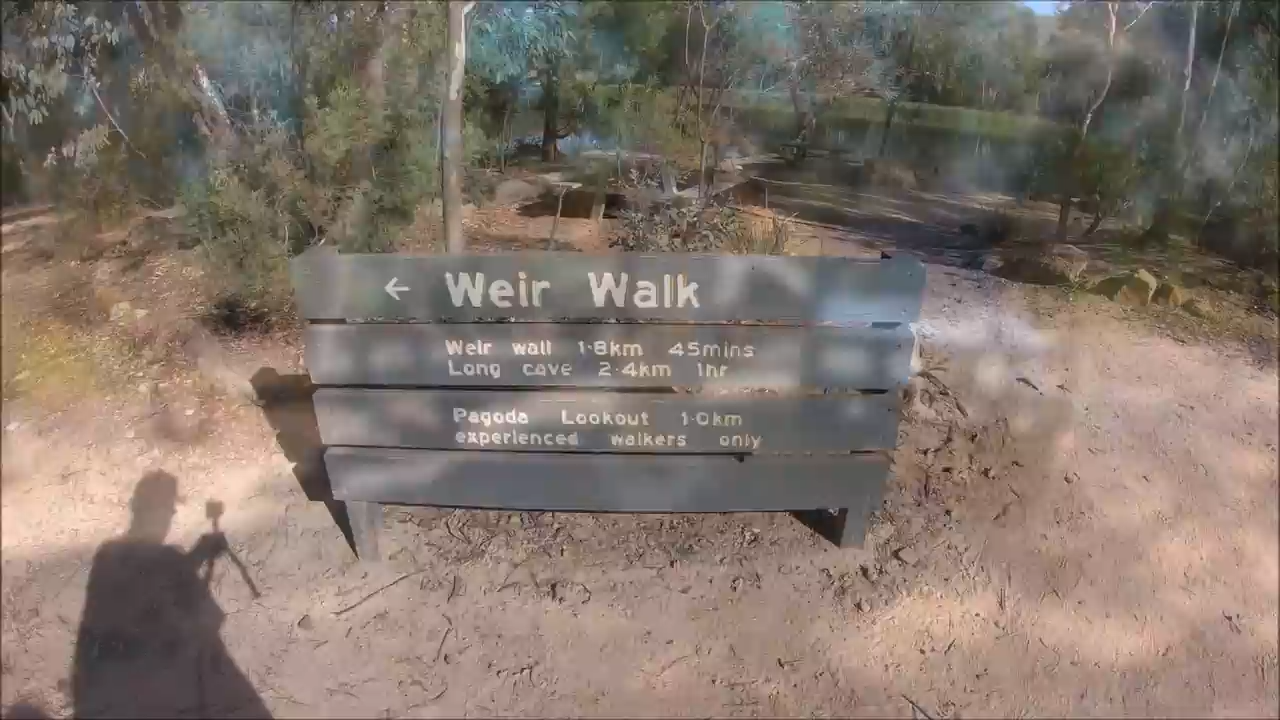 ← Weir Walk
Weir wall 1·8km 45mins
Long cave 2·4km 1hr
Pagoda Lookout 1·0km
experienced walkers only